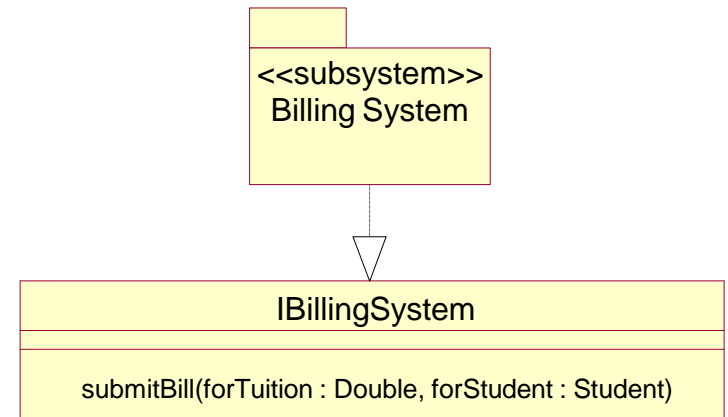 <<subsystem>>
Billing System
IBillingSystem
submitBill(forTuition : Double, forStudent : Student)